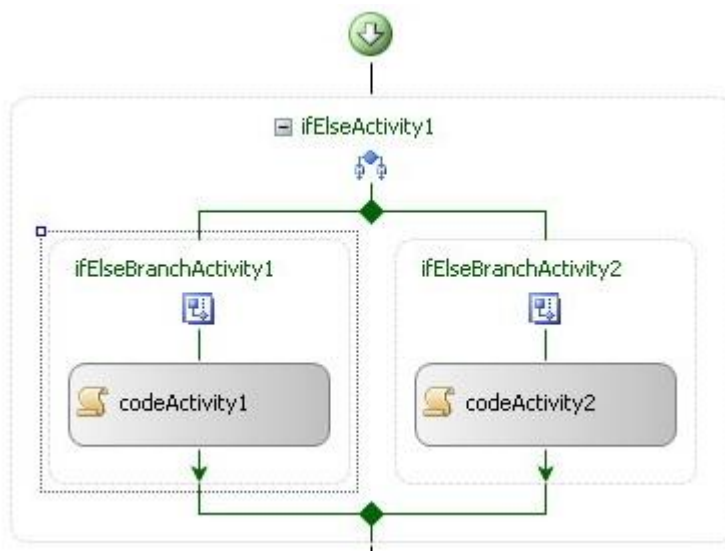 ifElseActivity1
ifElseBranchActivity1
ifElseBranchActivity2
codeActivity1
codeActivity2